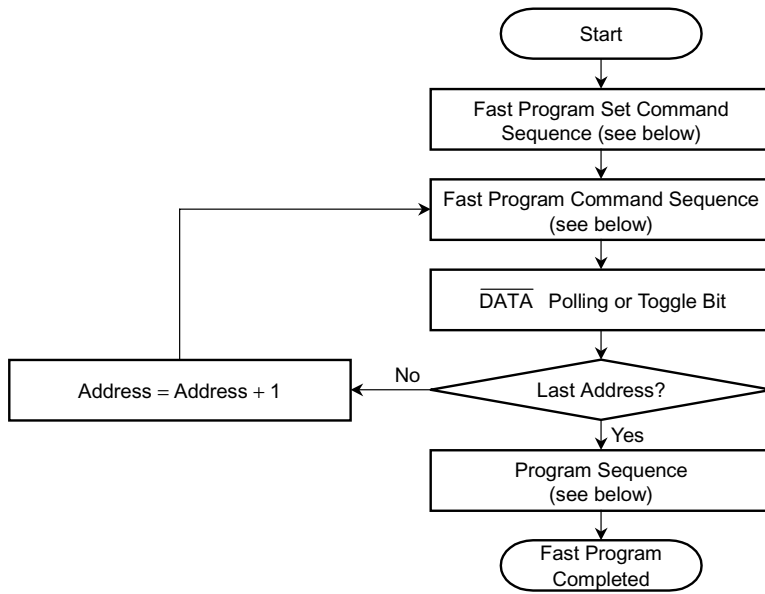 Start
Fast Program Set Command
Sequence (see below)
Fast Program Command Sequence
(see below)
DATA Polling or Toggle Bit
Address = Address + 1
No
Last Address?
Yes
Program Sequence
(see below)
Fast Program
Completed